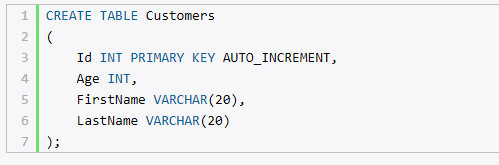 1 CREATE TABLE Customers
2 (
3     Id INT PRIMARY KEY AUTO_INCREMENT,
4     Age INT,
5     FirstName VARCHAR(20),
6     LastName VARCHAR(20)
7 );